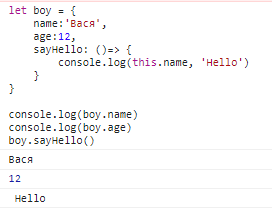 let boy = {
    name:'Вася',
    age:12,
    sayHello: ()=> {
        console.log(this.name, 'Hello')
    }
}

console.log(boy.name)
console.log(boy.age)
boy.sayHello()
Вася
12
 Hello